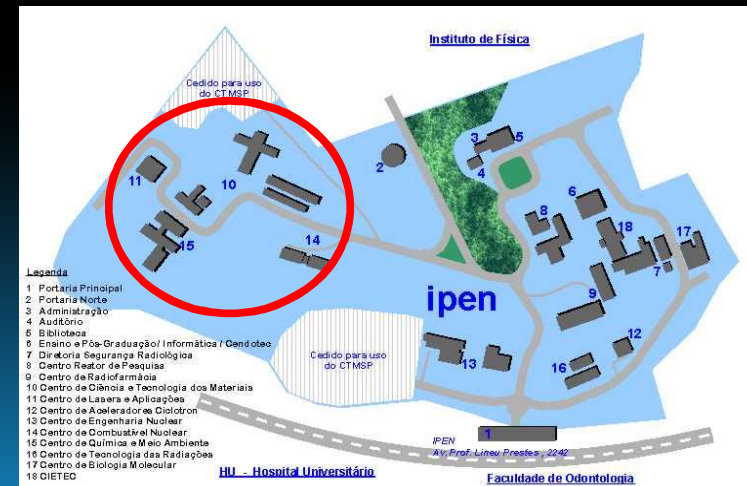 Instituto de Física
Cedido para uso
do CTMSP
3
5
2
4
11
10
6
8
18
17
15
14
7
ipen
9
Legenda
1 Portaria Principal
2 Portaria Norte
3 Administração
4 Auditório
5 Biblioteca
6 Ensino e Pós-Graduação/ Informática / Cendotec
7 Diretoria Segurança Radiológica
8 Centro Reator de Pesquisa
9 Centro de Radiofarmácia
10 Centro de Ciência e Tecnologia dos Materiais
11 Centro de Lasers e Aplicações
12 Centro de Aceleradores Ciclotron
13 Centro de Engenharia Nuclear
14 Centro de Combustível Nuclear
15 Centro de Química e Meio Ambiente
16 Centro de Tecnologia das Radiações
17 Centro de Biologia Molecular
18 CIETEC
Cedido para uso
do CTMSP
13
12
16
1
IPEN
Av. Prof. Lineu Prestes , 2242
HU - Hospital Universitário
Faculdade de Odontologia